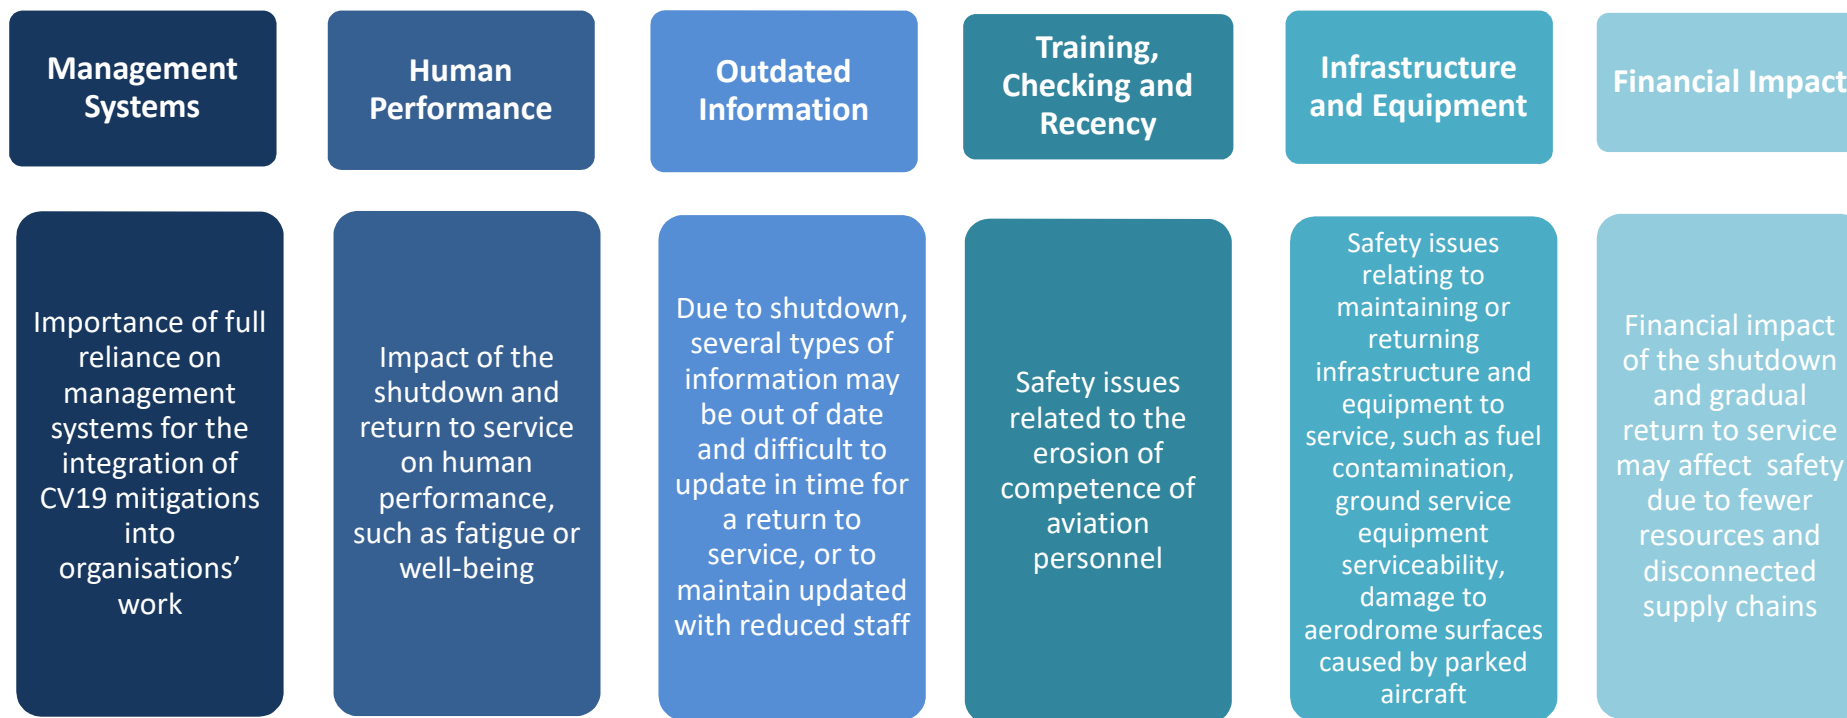 Management
Systems
Human
Performance
Outdated
Information
Training,
Checking and
Recency
Infrastructure
and Equipment
Financial Impact
Importance of full
reliance on
management
systems for the
integration of
CV19 mitigations
into
organisations’
work
Impact of the
shutdown and
return to service
on human
performance,
such as fatigue or
well-being
Due to shutdown,
several types of
information may
be out of date
and difficult to
update in time for
a return to
service, or to
maintain updated
with reduced staff
Safety issues
related to the
erosion of
competence of
aviation
personnel
Safety issues
relating to
maintaining or
returning
infrastructure and
equipment to
service, such as fuel
contamination,
ground service
equipment
serviceability,
damage to
aerodrome surfaces
caused by parked
aircraft
Financial impact
of the shutdown
and gradual
return to service
may affect  safety
due to fewer
resources and
disconnected
supply chains